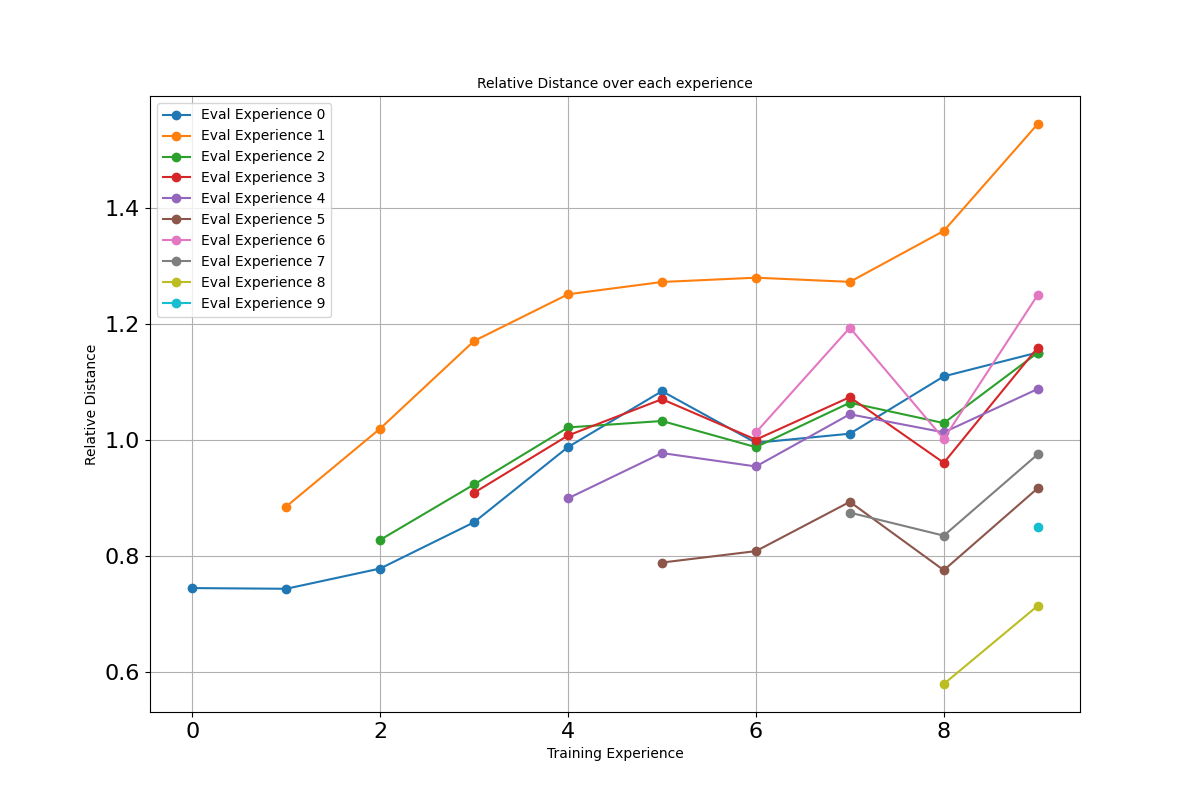 Relative Distance over each experience
Eval Experience 0
Eval Experience 1
Eval Experience 2
Eval Experience 3
Eval Experience 4
Eval Experience 5
Eval Experience 6
Eval Experience 7
Eval Experience 8
Eval Experience 9
1.4
1.2
1.0
0.8
0.6
Relative Distance
0 2 4 6 8
Training Experience